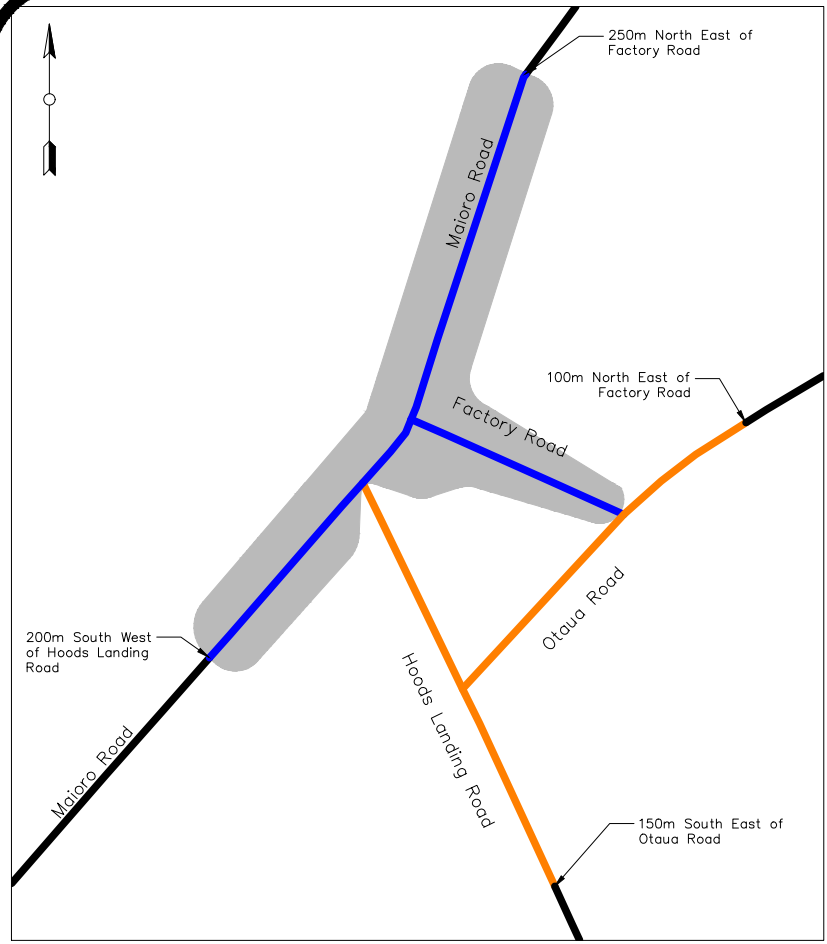 250m North East of
Factory Road
Maioro Road
100m North East of
Factory Road
Factory Road
Otaua Road
200m South West
of Hoods Landing
Road
Hoods Landing Road
Maioro Road
150m South East of
Otaua Road